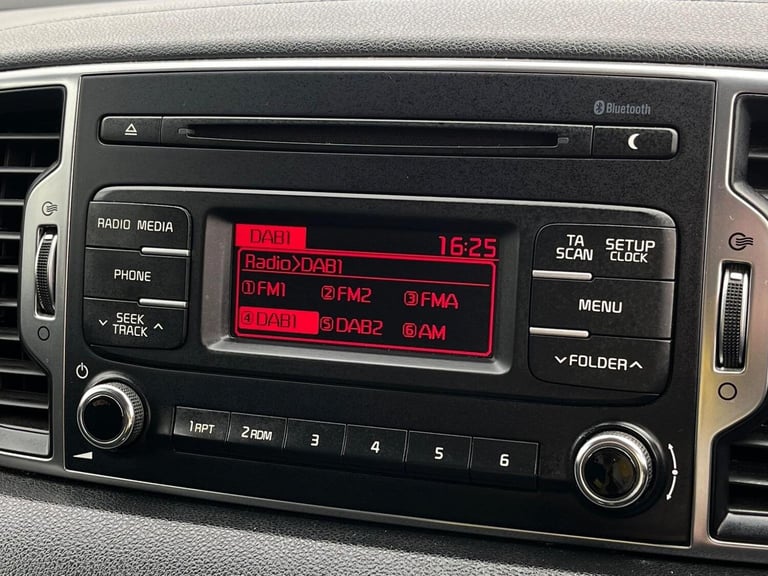 Bluetooth
RADIO MEDIA
PHONE
SEEK
TRACK
DAB1 16:25
Radio>DAB1
①FM1 ②FM2 ③FMA
④DAB1 ⑤DAB2 ⑥AM
TA
SCAN
SETUP
CLOCK
MENU
FOLDER
1 RPT 2 RDM 3 4 5 6